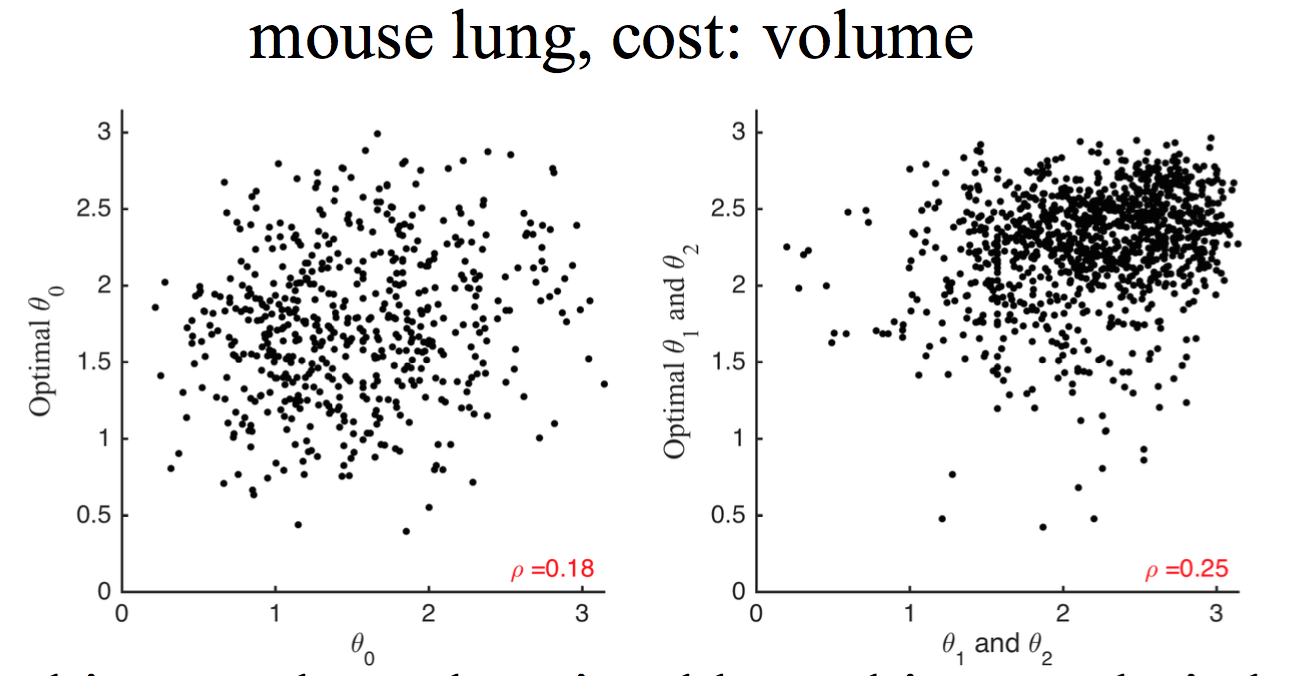 mouse lung, cost: volume
3
2.5
2
1.5
1
0.5
0
Optimal θ0
0 1 2 3
θ0
ρ =0.18
3
2.5
2
1.5
1
0.5
0
Optimal θ1 and θ2
0 1 2 3
θ1 and θ2
ρ =0.25